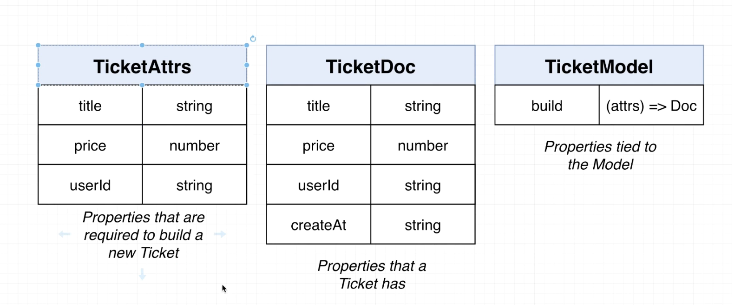 TicketAttrs
title string
price number
userId string
Properties that are
required to build a
new Ticket
TicketDoc
title string
price number
userId string
createAt string
Properties that a
Ticket has
TicketModel
build (attrs) => Doc
Properties tied to
the Model